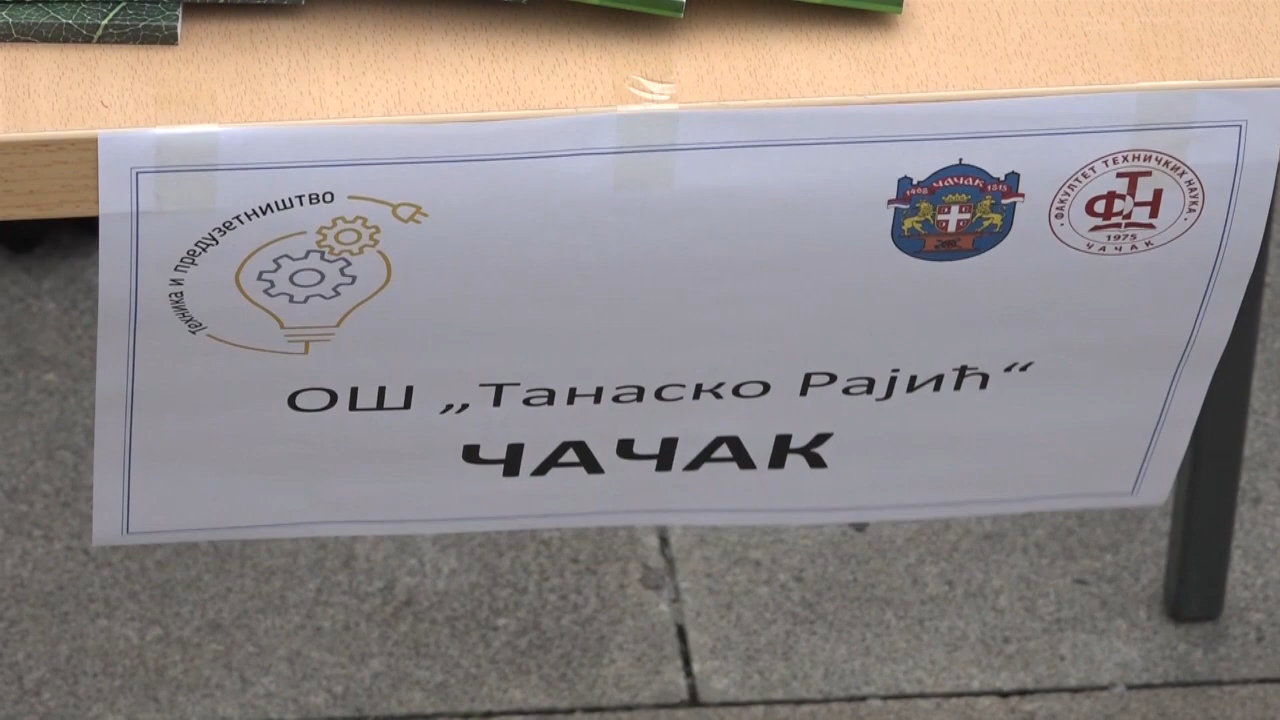 Техника и предузетништво
1408 ЧАЧАК 1815
ФАКУЛТЕТ ТЕХНИЧКИХ НАУКА
ФТН
1975
ЧАЧАК
ОШ „Танаско Рајић“
ЧАЧАК